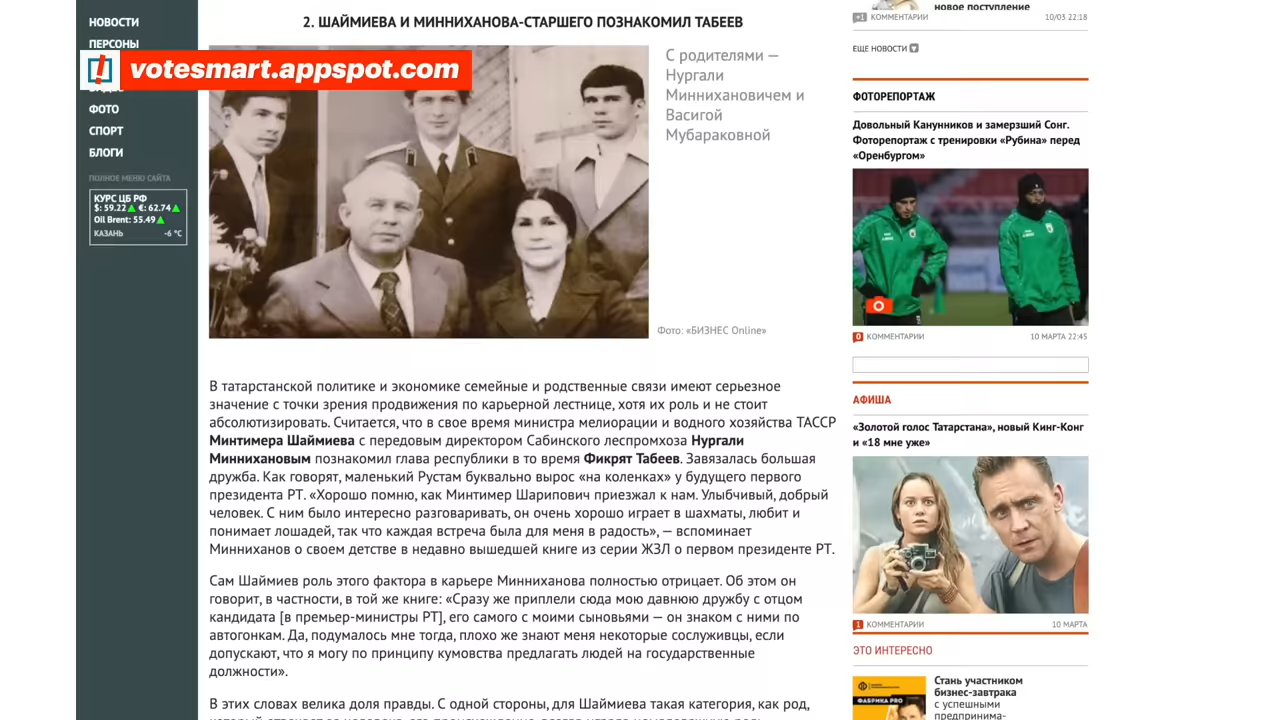 НОВОСТИ
ПЕРСОНЫ
votesmart.appspot.com
ФОТО
СПОРТ
БЛОГИ
ПОЛНОЕ МЕНЮ САЙТА
КУРС ЦБ РФ
$: 59.22 €: 62.74
Oil Brent: 55.49
КАЗАНЬ -6 °C
2. ШАЙМИЕВА И МИННИХАНОВА-СТАРШЕГО ПОЗНАКОМИЛ ТАБЕЕВ
С родителями —
Нургали
Миннихановичем и
Васигой
Мубараковной
Фото: «БИЗНЕС Online»
В татарстанской политике и экономике семейные и родственные связи имеют серьезное
значение с точки зрения продвижения по карьерной лестнице, хотя их роль и не стоит
абсолютизировать. Считается, что в свое время министра мелиорации и водного хозяйства ТАССР
Минтимера Шаймиева с передовым директором Сабинского леспромхоза Нургали
Миннихановым познакомил глава республики в то время Фикрят Табеев. Завязалась большая
дружба. Как говорят, маленький Рустам буквально вырос «на коленках» у будущего первого
президента РТ. «Хорошо помню, как Минтимер Шарипович приезжал к нам. Улыбчивый, добрый
человек. С ним было интересно разговаривать, он очень хорошо играет в шахматы, любит и
понимает лошадей, так что каждая встреча была для меня в радость», — вспоминает
Минниханов о своем детстве в недавно вышедшей книге из серии ЖЗЛ о первом президенте РТ.
Сам Шаймиев роль этого фактора в карьере Минниханова полностью отрицает. Об этом он
говорит, в частности, в той же книге: «Сразу же приплели сюда мою давнюю дружбу с отцом
кандидата [в премьер-министры РТ], его самого с моими сыновьями — он знаком с ними по
автогонкам. Да, подумалось мне тогда, плохо же знают меня некоторые сослуживцы, если
допускают, что я могу по принципу кумовства предлагать людей на государственные
должности».
В этих словах велика доля правды. С одной стороны, для Шаймиева такая категория, как род,
новое поступление
+1 КОММЕНТАРИИ 10/03 22:18
ЕЩЕ НОВОСТИ
ФОТОРЕПОРТАЖ
Довольный Канунников и замерзший Сонг.
Фоторепортаж с тренировки «Рубина» перед
«Оренбургом»
0 КОММЕНТАРИИ 10 МАРТА 22:45
АФИША
«Золотой голос Татарстана», новый Кинг-Конг
и «18 мне уже»
1 КОММЕНТАРИИ 10 МАРТА
ЭТО ИНТЕРЕСНО
ФАБРИКА PRO
Стань участником
бизнес-завтрака
с успешными
предпринима-